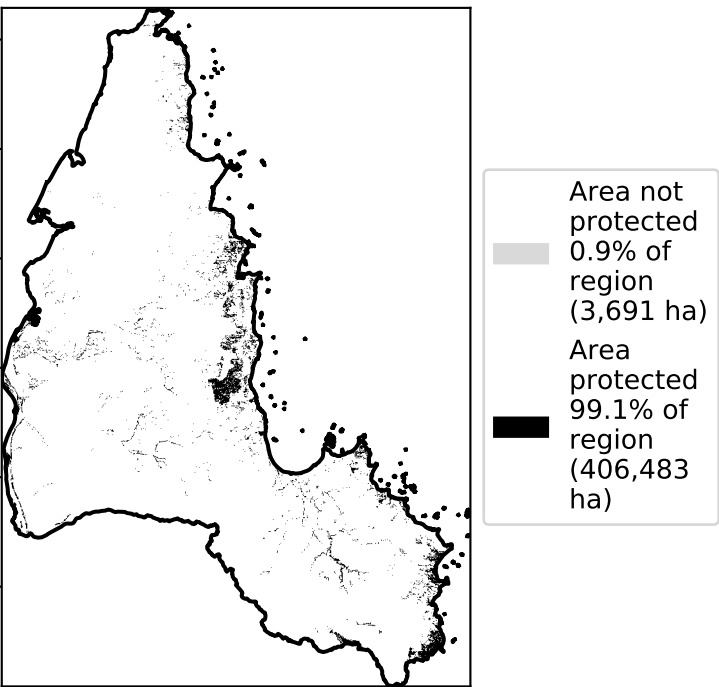 Area not
protected
0.9% of
region
(3,691 ha)
Area
protected
99.1% of
region
(406,483
ha)